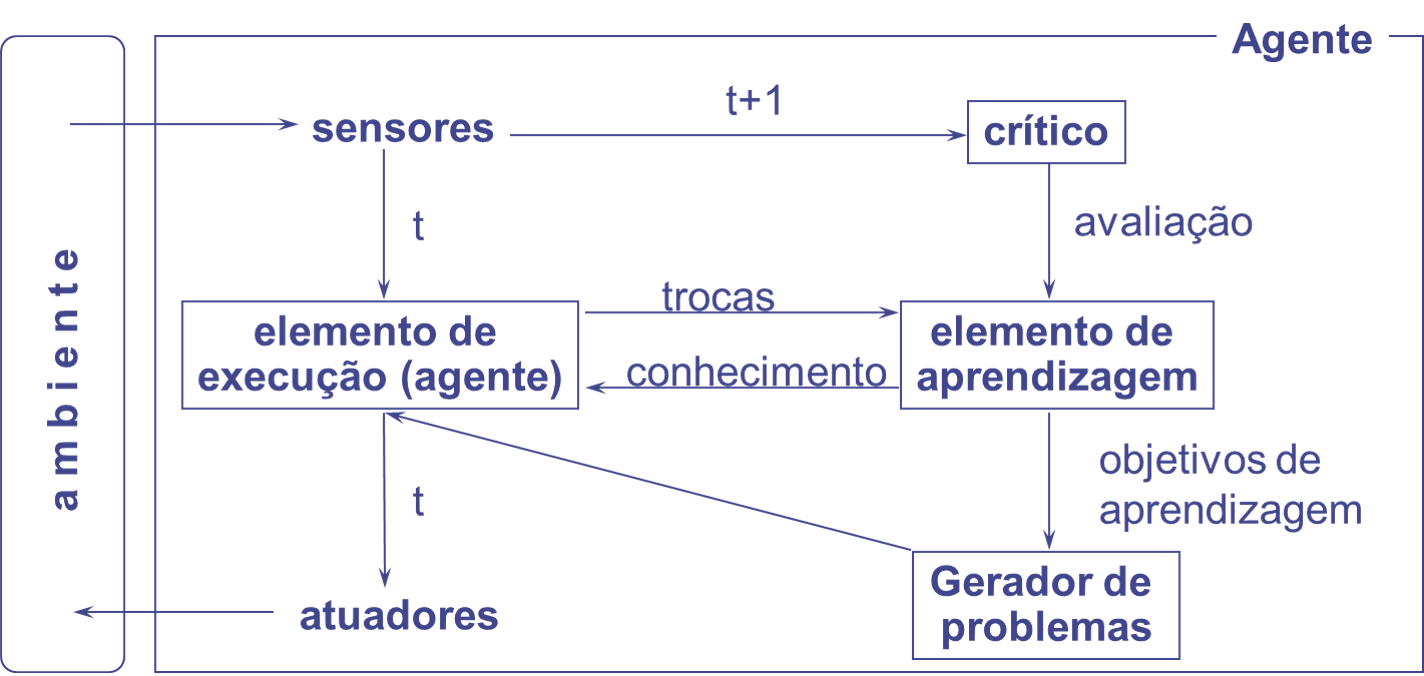 Agente
t+1
sensores
crítico
t
avaliação
ambiente
trocas
elemento de
execução (agente)
elemento de
aprendizagem
conhecimento
t
objetivos de
aprendizagem
Gerador de
problemas
atuadores